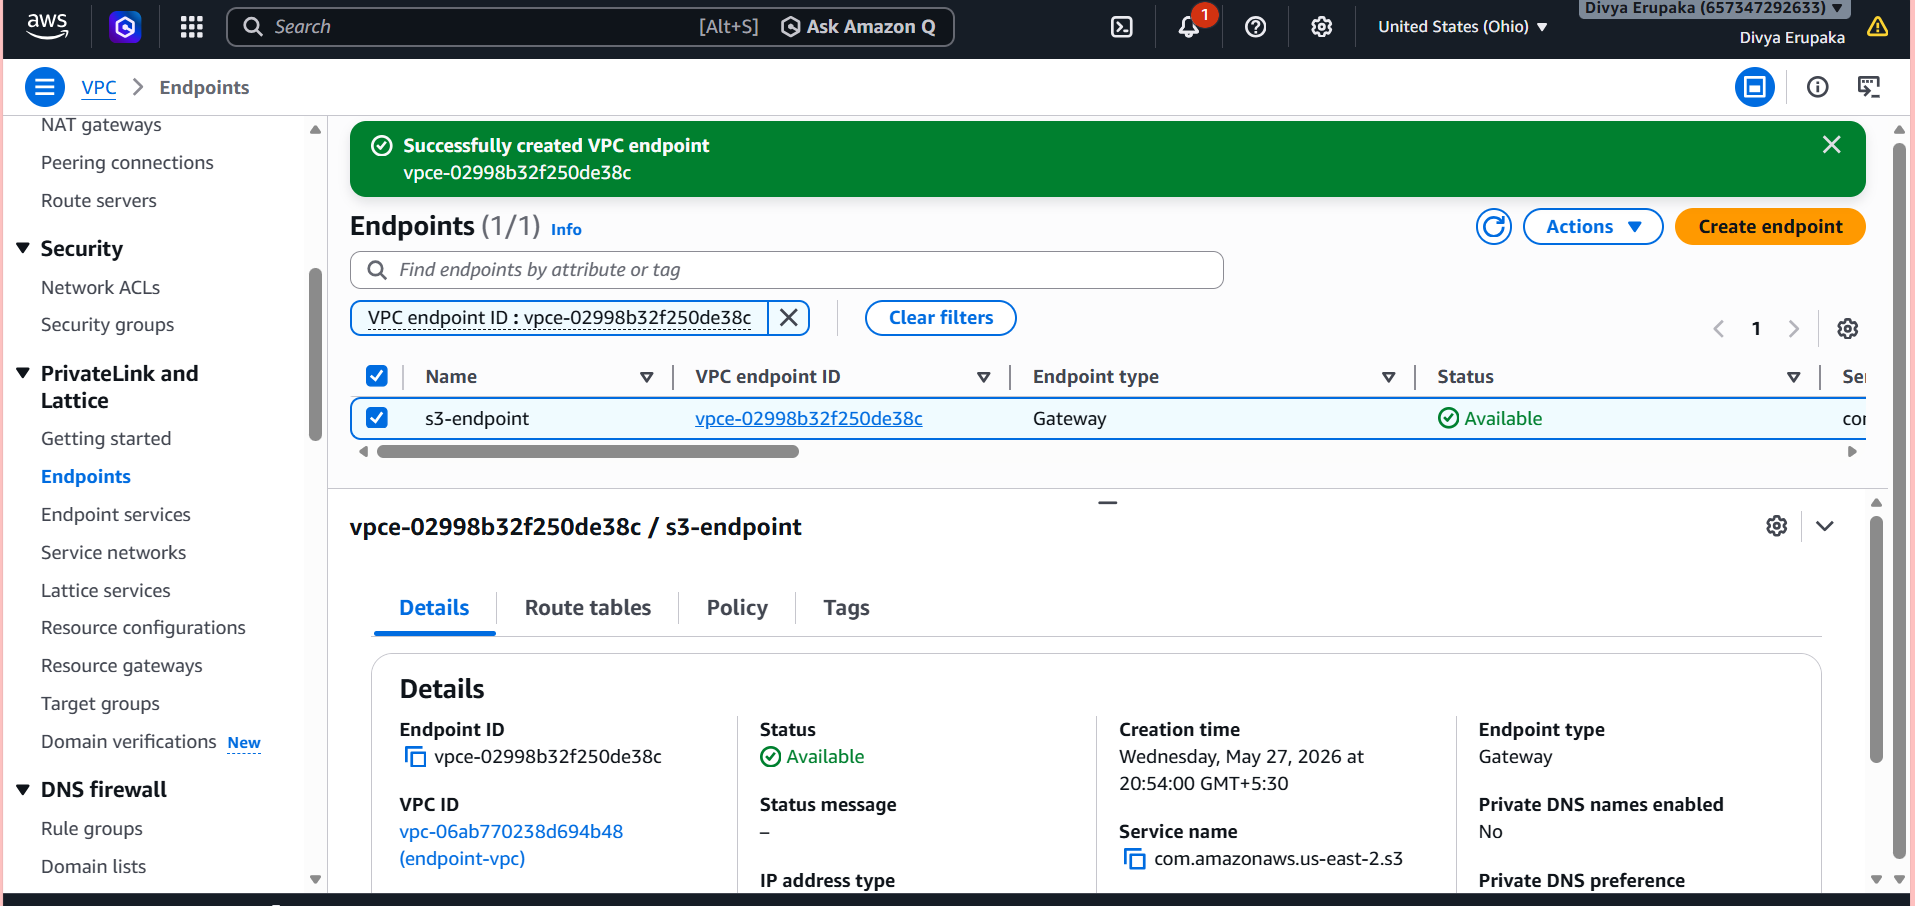 aws
Search
[Alt+S]
Ask Amazon Q
1
United States (Ohio)
Divya Erupaka (657347292633)
Divya Erupaka
VPC
Endpoints
NAT gateways
Peering connections
Route servers
Security
Network ACLs
Security groups
PrivateLink and
Lattice
Getting started
Endpoints
Endpoint services
Service networks
Lattice services
Resource configurations
Resource gateways
Target groups
Domain verifications New
DNS firewall
Rule groups
Domain lists
Successfully created VPC endpoint
vpce-02998b32f250de38c
Endpoints (1/1) Info
Actions
Create endpoint
Find endpoints by attribute or tag
VPC endpoint ID : vpce-02998b32f250de38c
Clear filters
1
Name
VPC endpoint ID
Endpoint type
Status
Se
s3-endpoint
vpce-02998b32f250de38c
Gateway
Available
co
vpce-02998b32f250de38c / s3-endpoint
Details
Route tables
Policy
Tags
Details
Endpoint ID
vpce-02998b32f250de38c
VPC ID
vpc-06ab770238d694b48
(endpoint-vpc)
Status
Available
Status message
–
IP address type
Creation time
Wednesday, May 27, 2026 at
20:54:00 GMT+5:30
Service name
com.amazonaws.us-east-2.s3
Endpoint type
Gateway
Private DNS names enabled
No
Private DNS preference